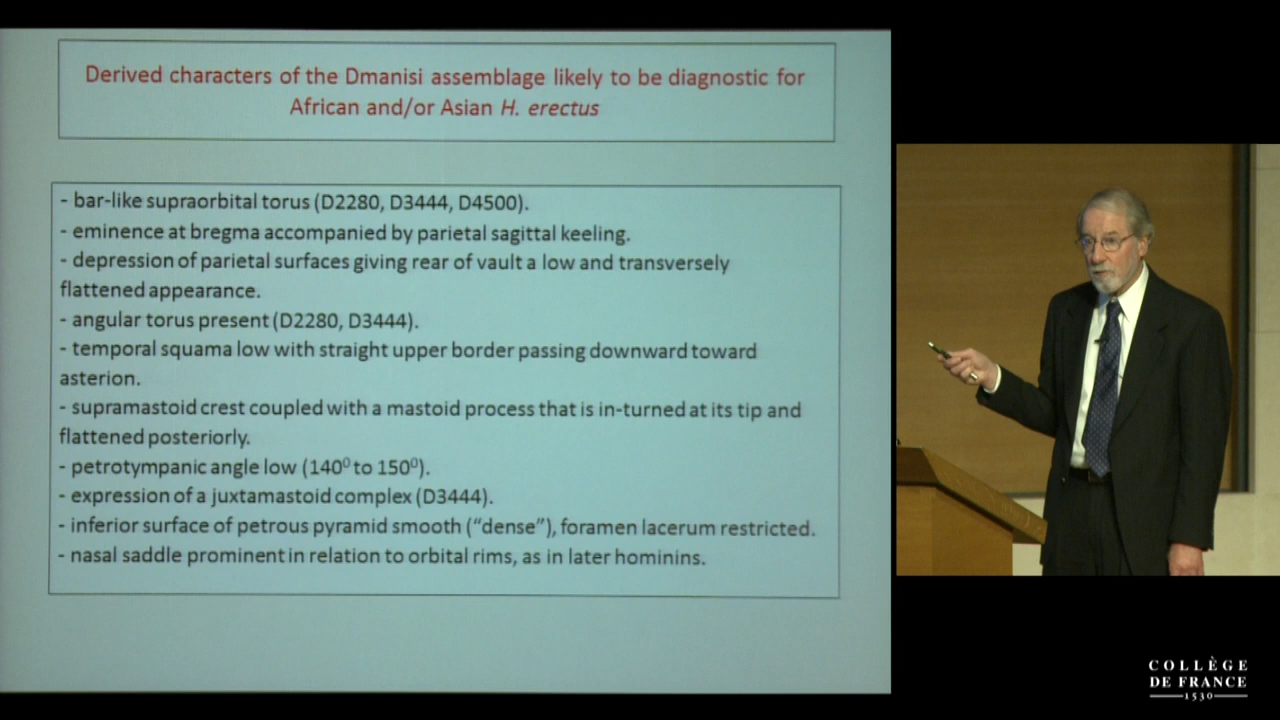 Derived characters of the Dmanisi assemblage likely to be diagnostic for
African and/or Asian H. erectus
- bar-like supraorbital torus (D2280, D3444, D4500).
- eminence at bregma accompanied by parietal sagittal keeling.
- depression of parietal surfaces giving rear of vault a low and transversely
flattened appearance.
- angular torus present (D2280, D3444).
- temporal squama low with straight upper border passing downward toward
asterion.
- supramastoid crest coupled with a mastoid process that is in-turned at its tip and
flattened posteriorly.
- petrotympanic angle low (140⁰ to 150⁰).
- expression of a juxtamastoid complex (D3444).
- inferior surface of petrous pyramid smooth (“dense”), foramen lacerum restricted.
- nasal saddle prominent in relation to orbital rims, as in later hominins.
COLLÈGE
DE FRANCE
1530